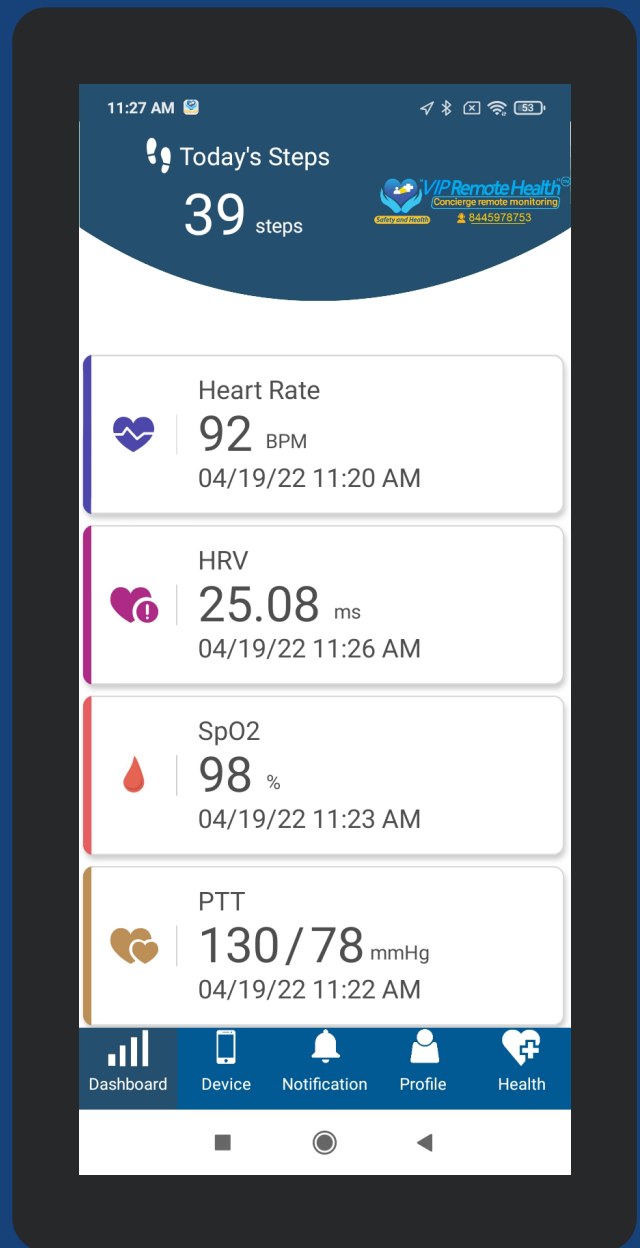 11:27 AM
53
Today's Steps
39 steps
"VIP Remote Health"
Concierge remote monitoring
Safety and Health
8445978753
Heart Rate
92 BPM
04/19/22 11:20 AM
HRV
25.08 ms
04/19/22 11:26 AM
SpO2
98 %
04/19/22 11:23 AM
PTT
130/78 mmHg
04/19/22 11:22 AM
Dashboard Device Notification Profile Health